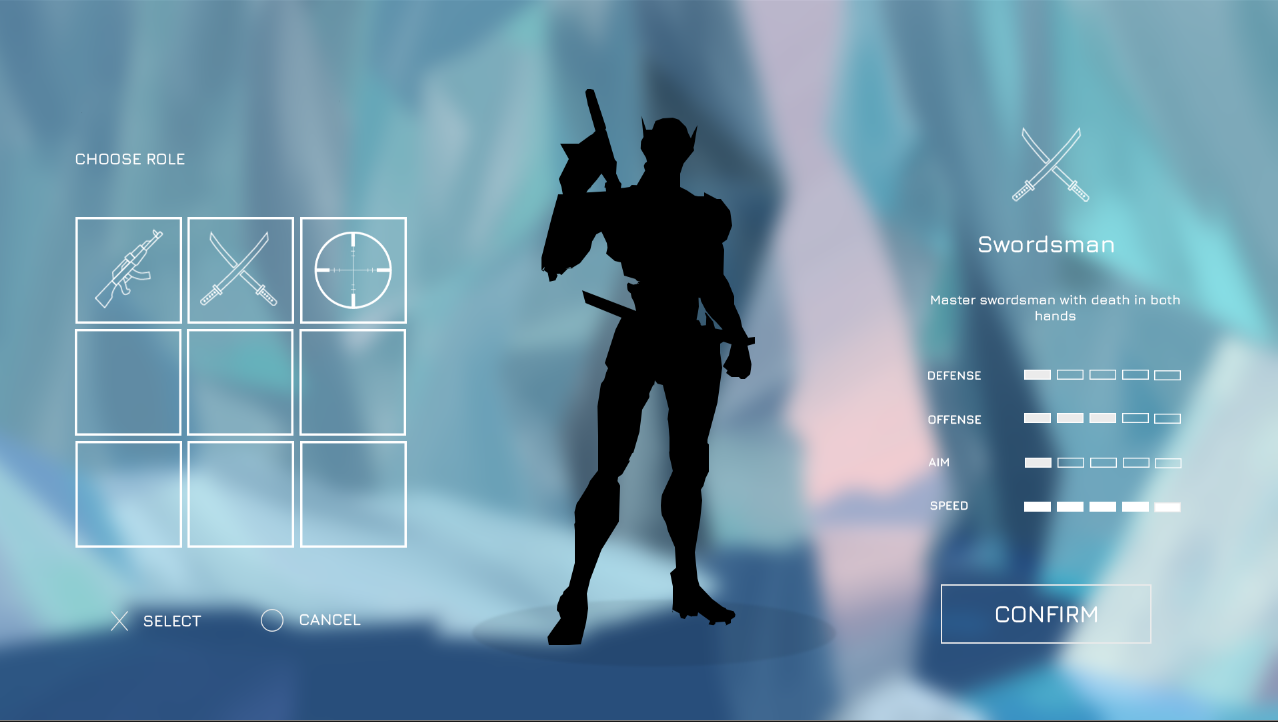 CHOOSE ROLE
SELECT
CANCEL
Swordsman
Master swordsman with death in both
hands
DEFENSE
OFFENSE
AIM
SPEED
CONFIRM